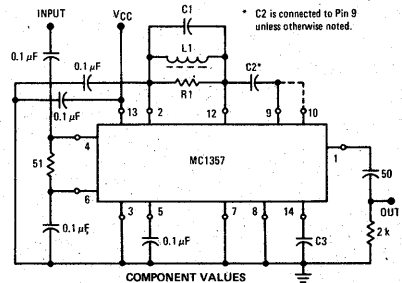 INPUT
VCC
C1
* C2 is connected to Pin 9
unless otherwise noted.
0.1 µF
0.1 µF
L1
C2*
0.1 µF
R1
13
2
12
9
10
4
MC1357
1
51
50
6
OUT
3
5
7
8
14
2 k
0.1 µF
0.1 µF
C3
COMPONENT VALUES